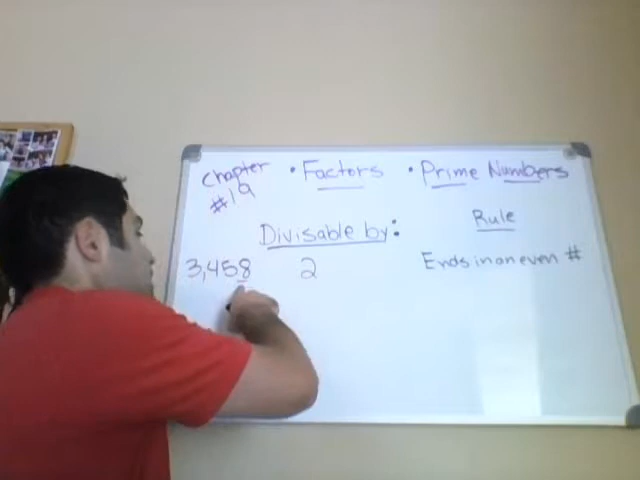 Chapter #19
• Factors • Prime Numbers
Divisable by:
Rule
3,458 2 Ends in an even #